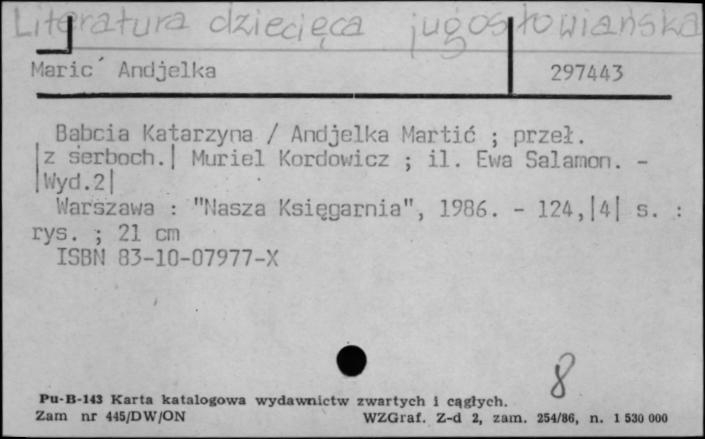 Literatura dziecięca jugosłowiańska
Maric´ Andjelka 297443
Babcia Katarzyna / Andjelka Martić ; przeł.
|z serboch.| Muriel Kordowicz ; il. Ewa Salamon. -
|Wyd.2|
Warszawa : "Nasza Księgarnia", 1986. - 124,|4| s. :
rys. ; 21 cm
ISBN 83-10-07977-X
8
Pu-B-143 Karta katalogowa wydawnictw zwartych i ciągłych.
Zam nr 445/DW/ON WZGraf. Z-d 2, zam. 254/86, n. 1 530 000